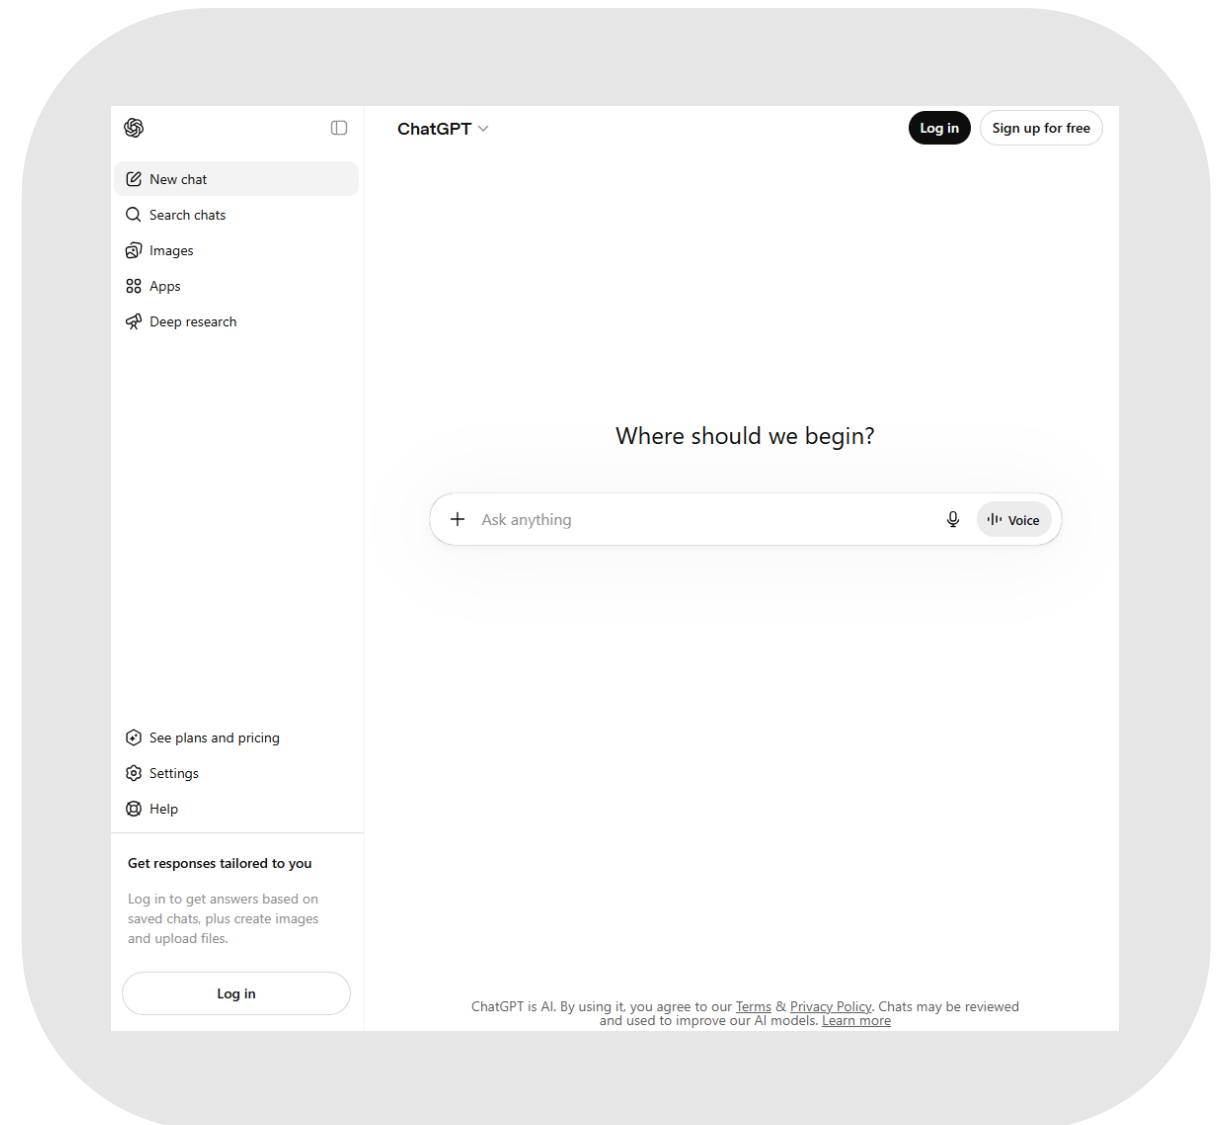 ChatGPT
Log in
Sign up for free
New chat
Search chats
Images
Apps
Deep research
Where should we begin?
Ask anything
Voice
See plans and pricing
Settings
Help
Get responses tailored to you
Log in to get answers based on
saved chats, plus create images
and upload files.
Log in
ChatGPT is AI. By using it, you agree to our Terms & Privacy Policy. Chats may be reviewed
and used to improve our AI models. Learn more